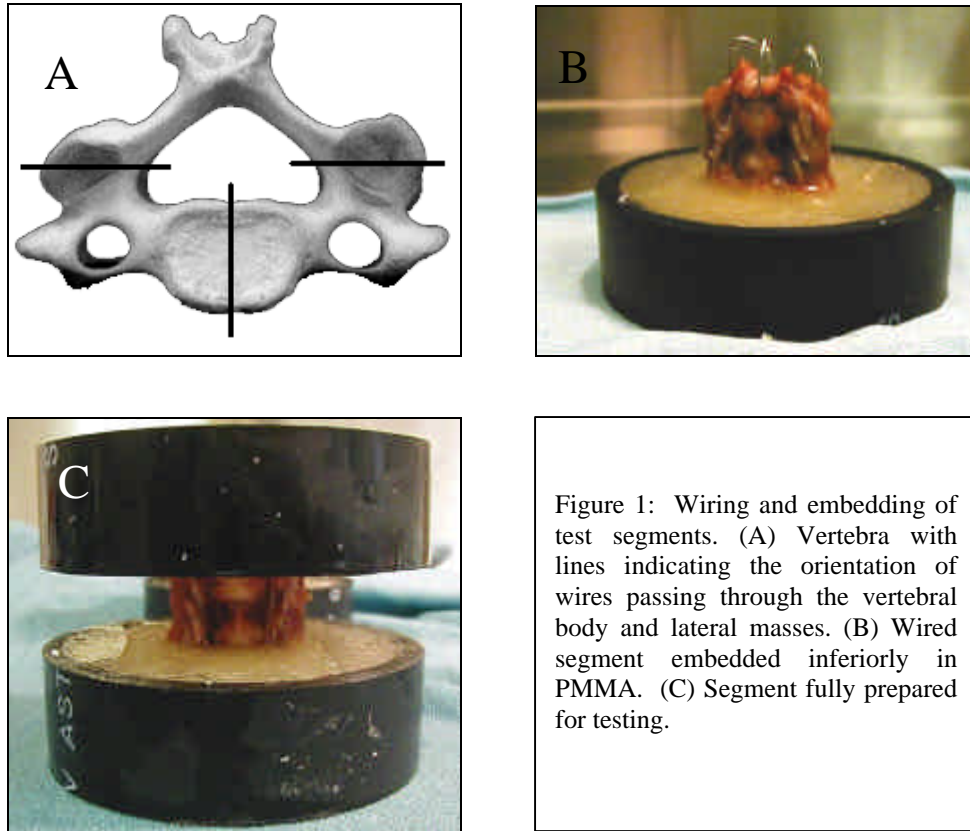 A
B
C
Figure 1: Wiring and embedding of
test segments. (A) Vertebra with
lines indicating the orientation of
wires passing through the vertebral
body and lateral masses. (B) Wired
segment embedded inferiorly in
PMMA. (C) Segment fully prepared
for testing.